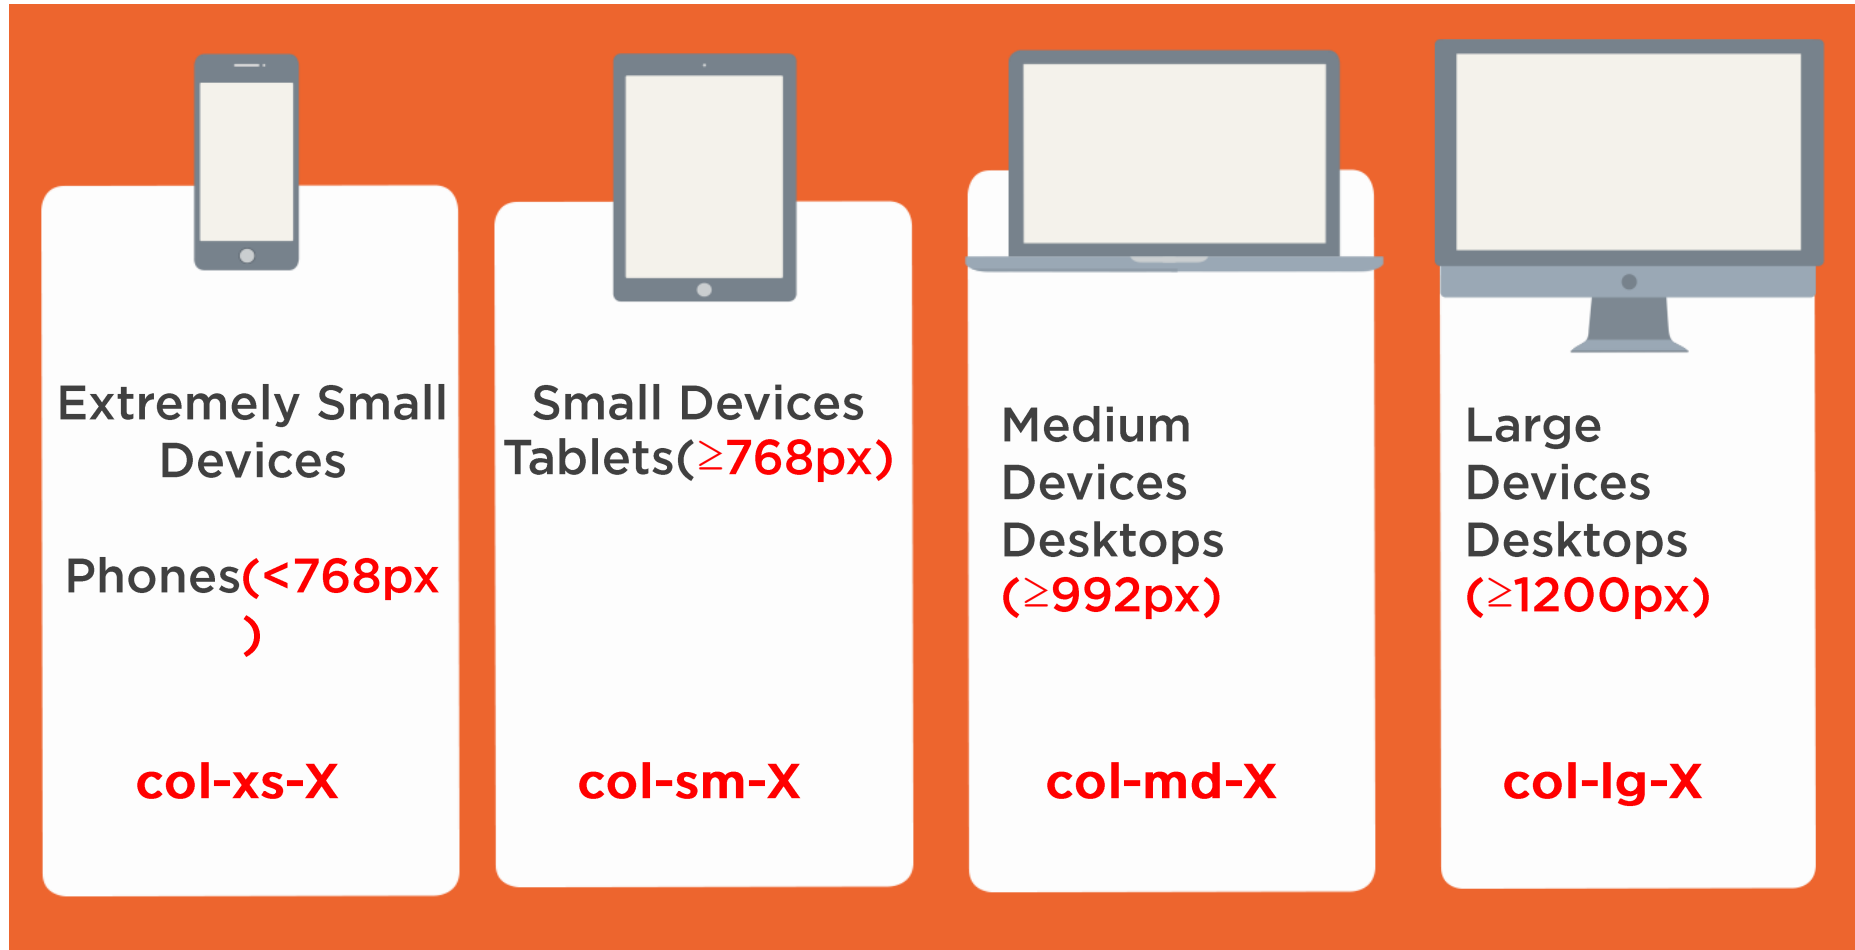 Extremely Small
Devices
Phones(<768px
)
col-xs-X
Small Devices
Tablets(≥768px)
col-sm-X
Medium
Devices
Desktops
(≥992px)
col-md-X
Large
Devices
Desktops
(≥1200px)
col-lg-X